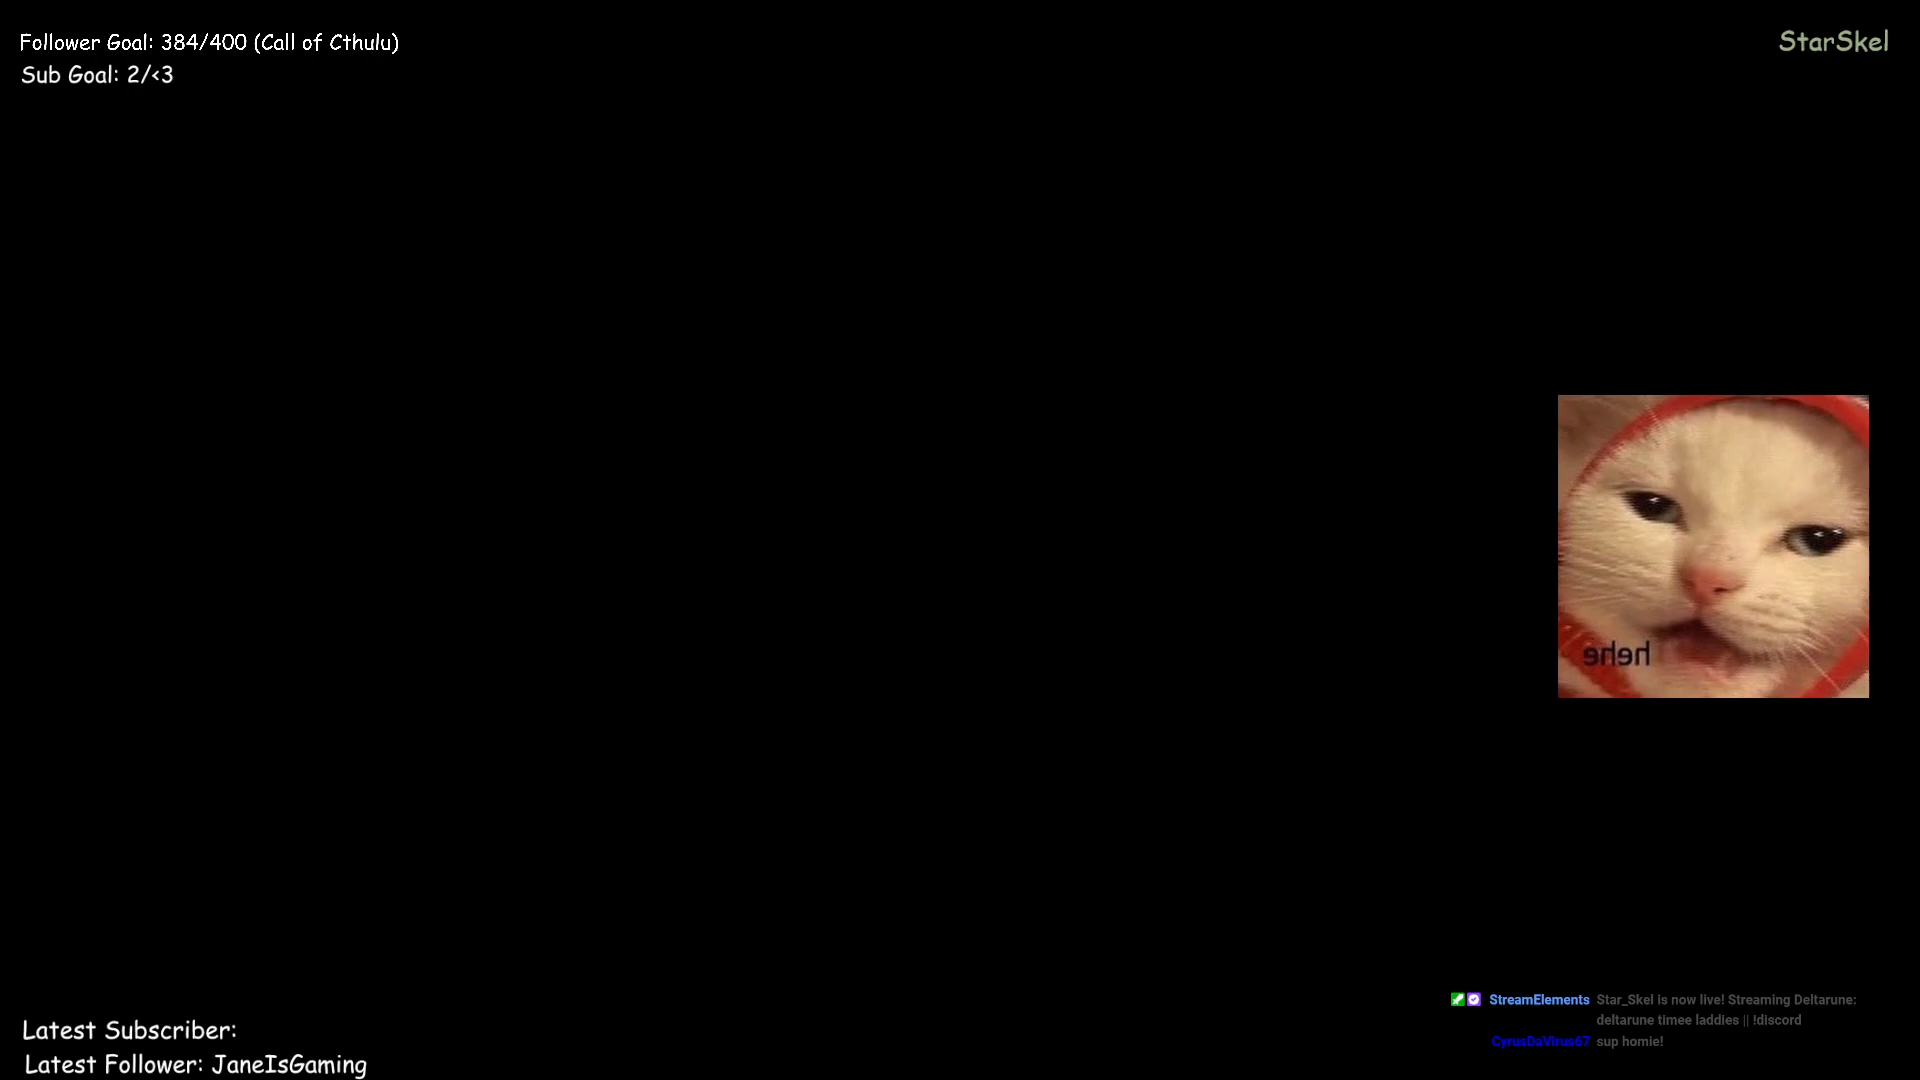 Follower Goal: 384/400 (Call of Cthulu)
Sub Goal: 2/<3
StarSkel
hehe
StreamElements Star_Skel is now live! Streaming Deltarune:
deltarune timee laddies || !discord
CyrusDaVirus67 sup homie!
Latest Subscriber:
Latest Follower: JaneIsGaming